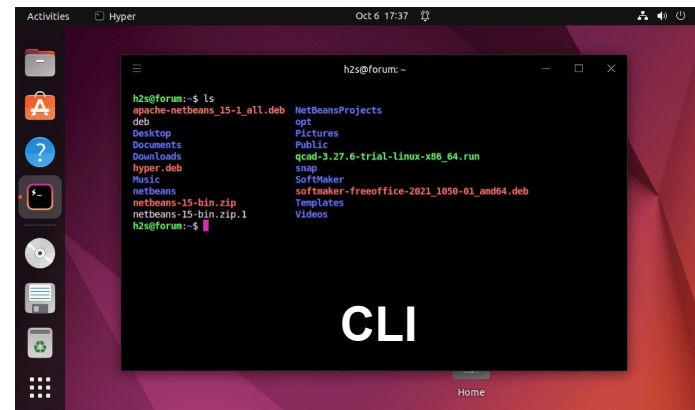 Activities Hyper Oct 6 17:37
h2s@forum: ~
h2s@forum:~$ ls
apache-netbeans_15-1_all.deb NetBeansProjects
deb opt
Desktop Pictures
Documents Public
Downloads qcad-3.27.6-trial-linux-x86_64.run
hyper.deb snap
Music SoftMaker
netbeans softmaker-freeoffice-2021_1050-01_amd64.deb
netbeans-15-bin.zip Templates
netbeans-15-bin.zip.1 Videos
h2s@forum:~$
CLI
Home